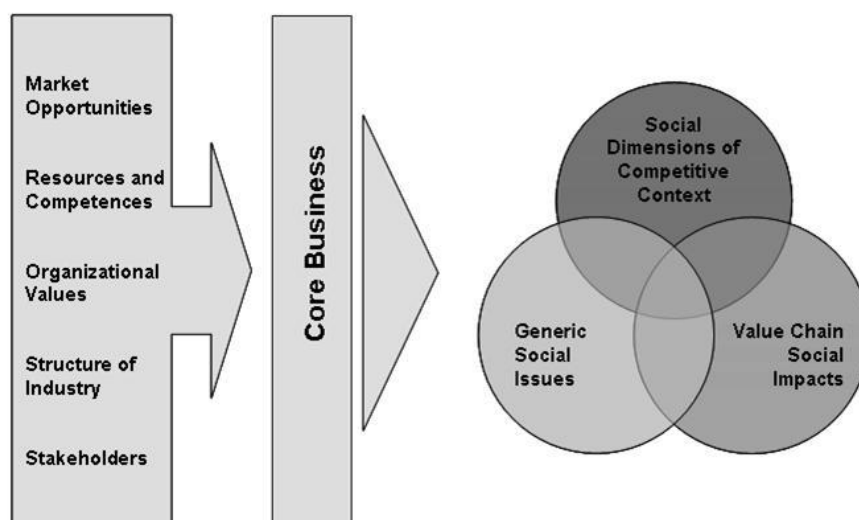 Market
Opportunities
Resources and
Competences
Organizational
Values
Structure of
Industry
Stakeholders
Core Business
Social
Dimensions of
Competitive
Context
Generic
Social
Issues
Value Chain
Social
Impacts